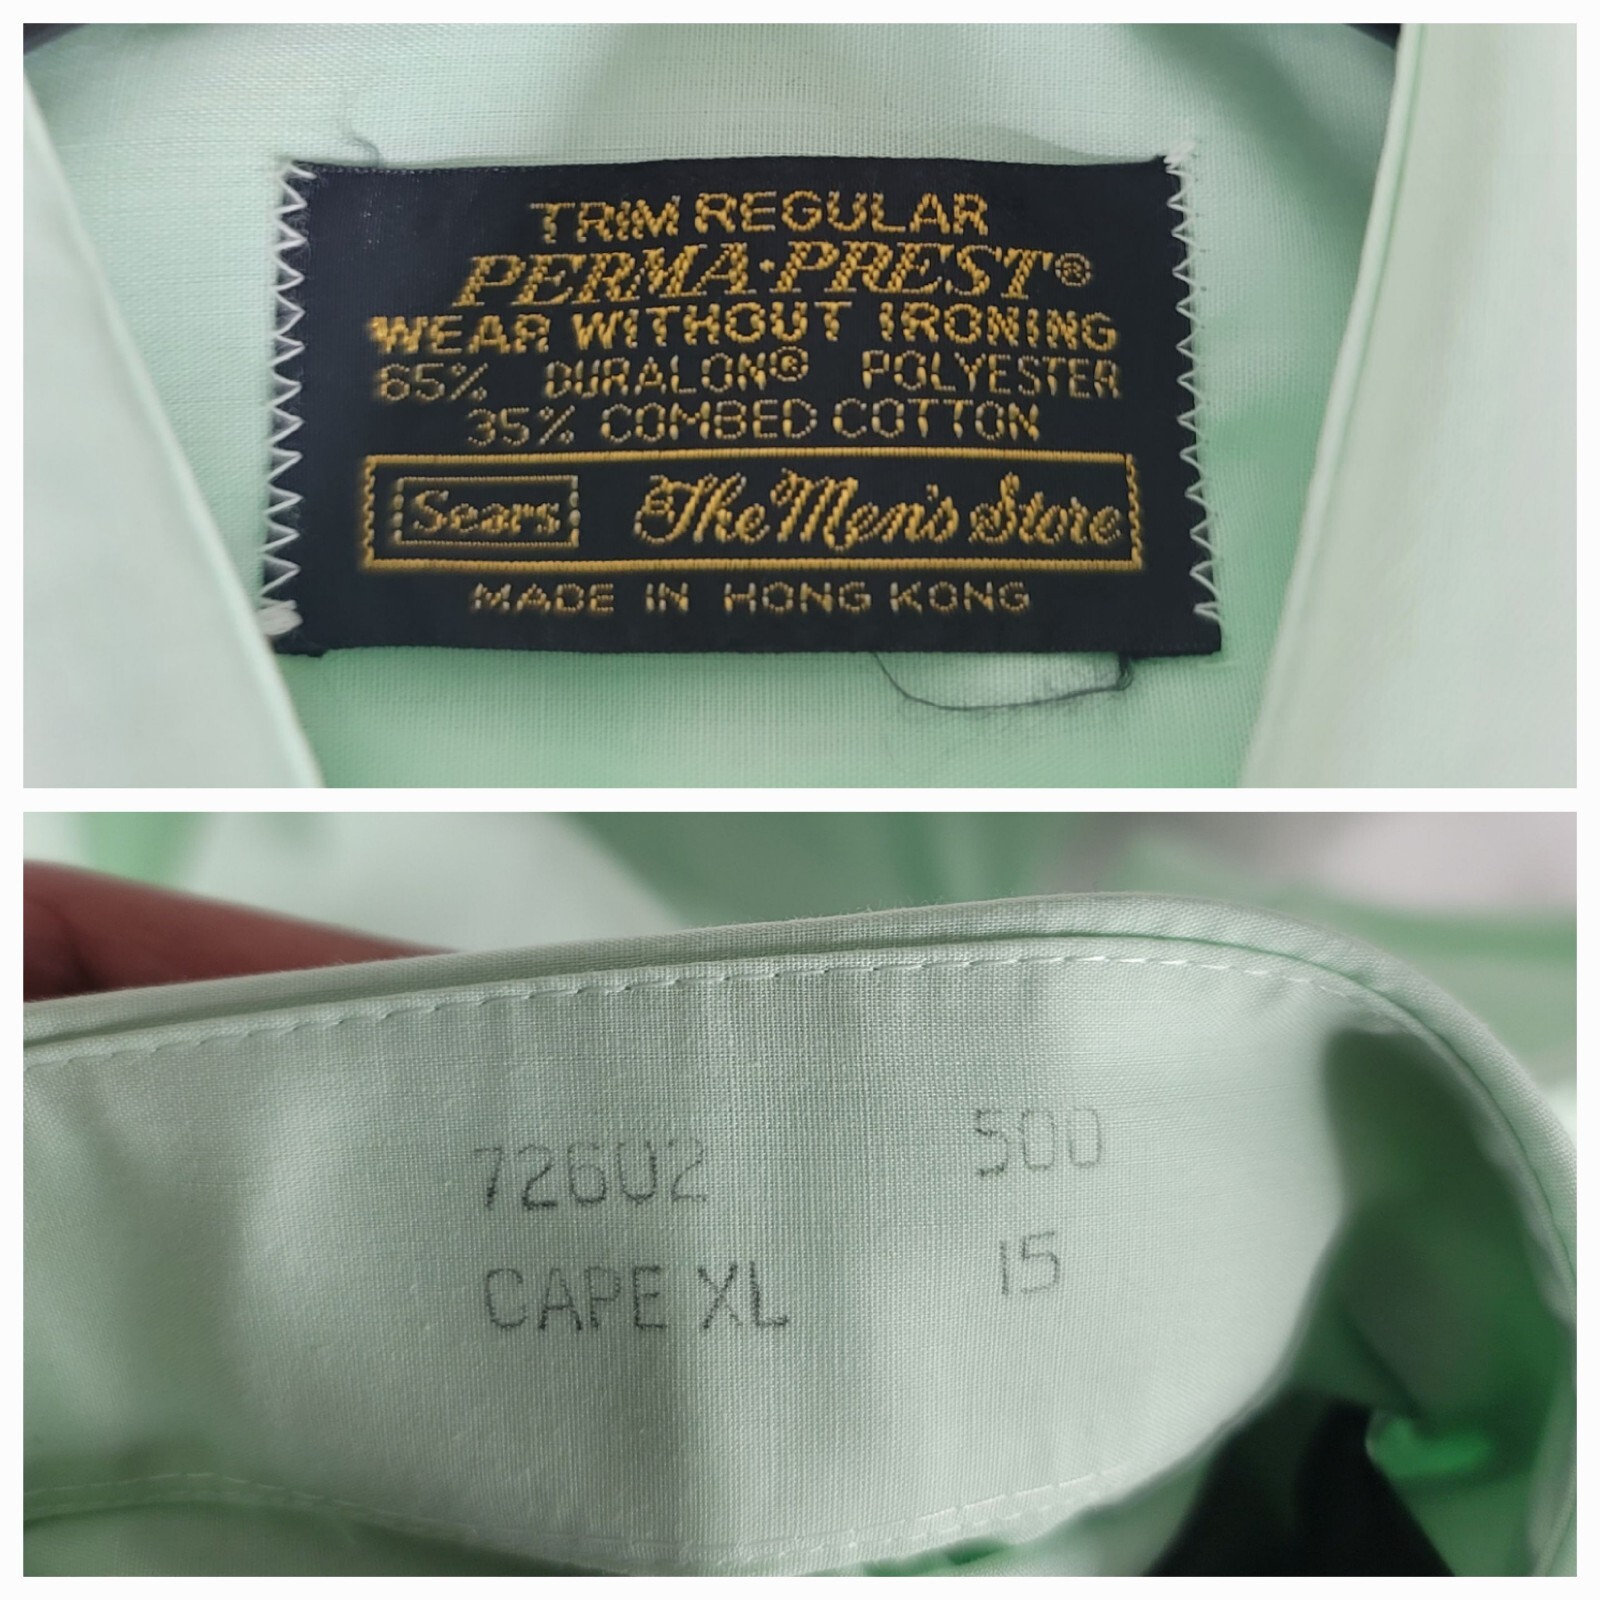 TRIM REGULAR
PERMA·PREST®
WEAR WITHOUT IRONING
65% DURALON® POLYESTER
35% COMBED COTTON
Sears The Men's Store
MADE IN HONG KONG
72602 500
CAPE XL 15